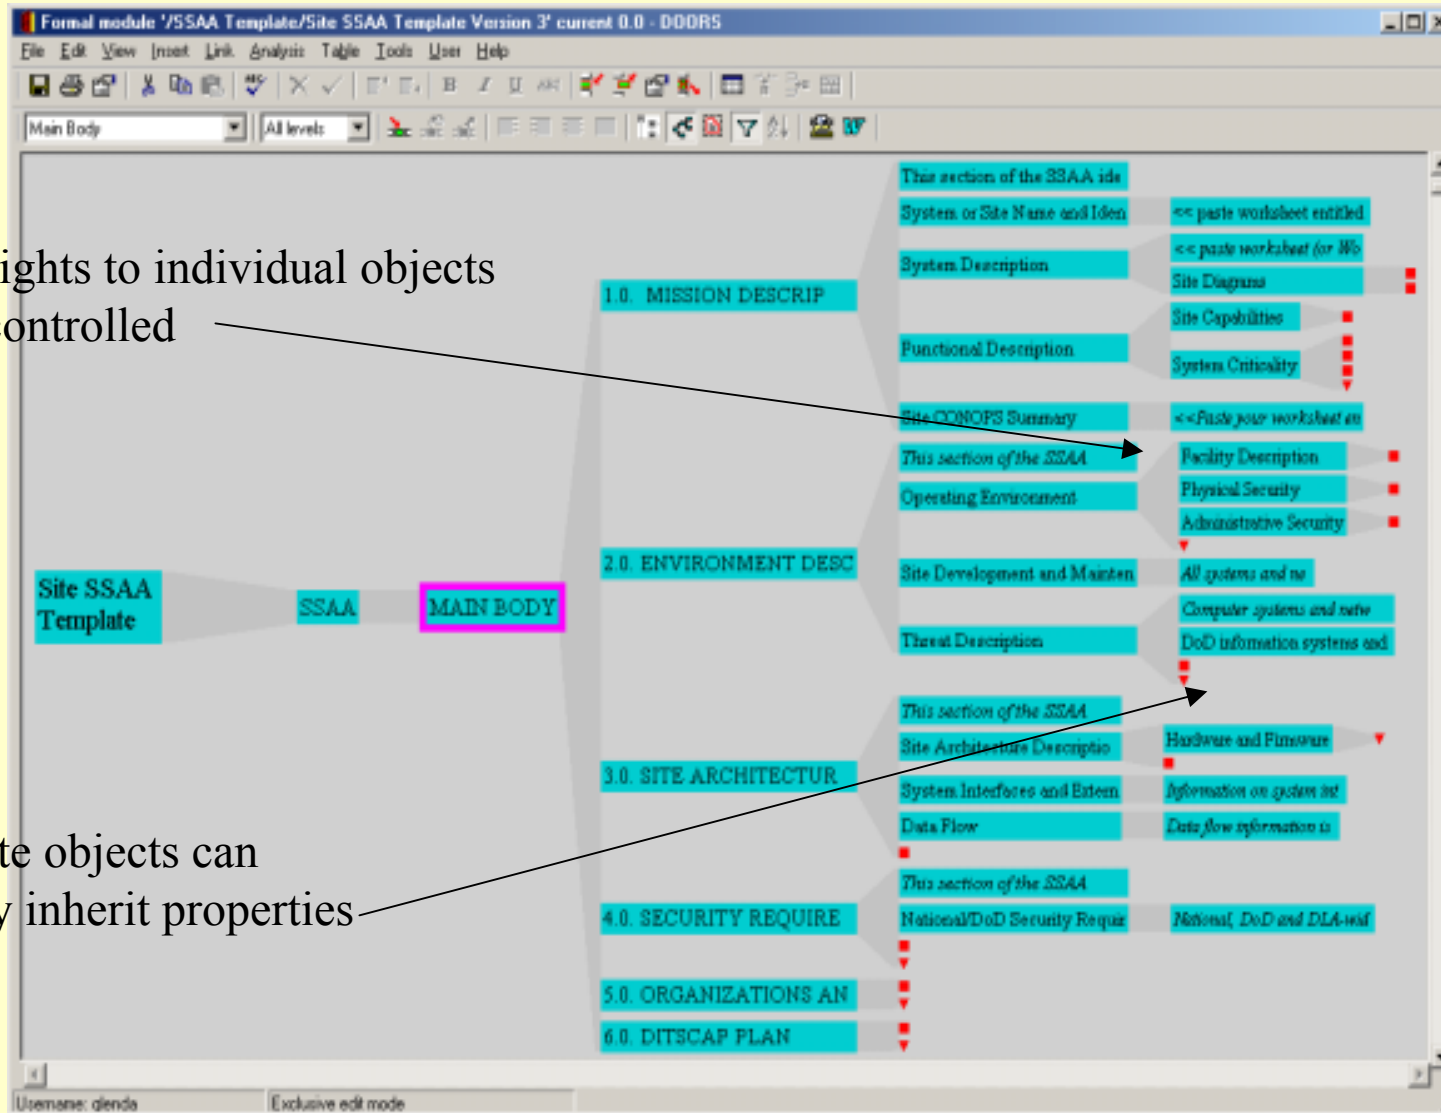 Formal module '/SSAA Template/Site SSAA Template Version 3' current 0.0 - DOORS
File Edit View Insert Link Analysis Table Tools User Help
Main Body All levels
ights to individual objects
ontrolled
te objects can
y inherit properties
Site SSAA
Template
SSAA
MAIN BODY
1.0. MISSION DESCRIP
This section of the SSAA ide
System or Site Name and Iden
<< paste worksheet entitled
System Description
<< paste worksheet (or Wo
Site Diagrams
Functional Description
Site Capabilities
System Criticality
Site CONOPS Summary
<<Paste your worksheet en
2.0. ENVIRONMENT DESC
This section of the SSAA
Operating Environment
Facility Description
Physical Security
Administrative Security
Site Development and Mainten
All systems and ne
Threat Description
Computer systems and netw
DoD information systems and
3.0. SITE ARCHITECTUR
This section of the SSAA
Site Architecture Descriptio
Hardware and Firmware
System Interfaces and Extern
Information on system int
Data Flow
Data flow information is
4.0. SECURITY REQUIRE
This section of the SSAA
National/DoD Security Requir
National, DoD and DLA-wid
5.0. ORGANIZATIONS AN
6.0. DITSCAP PLAN
Username: glenda Exclusive edit mode